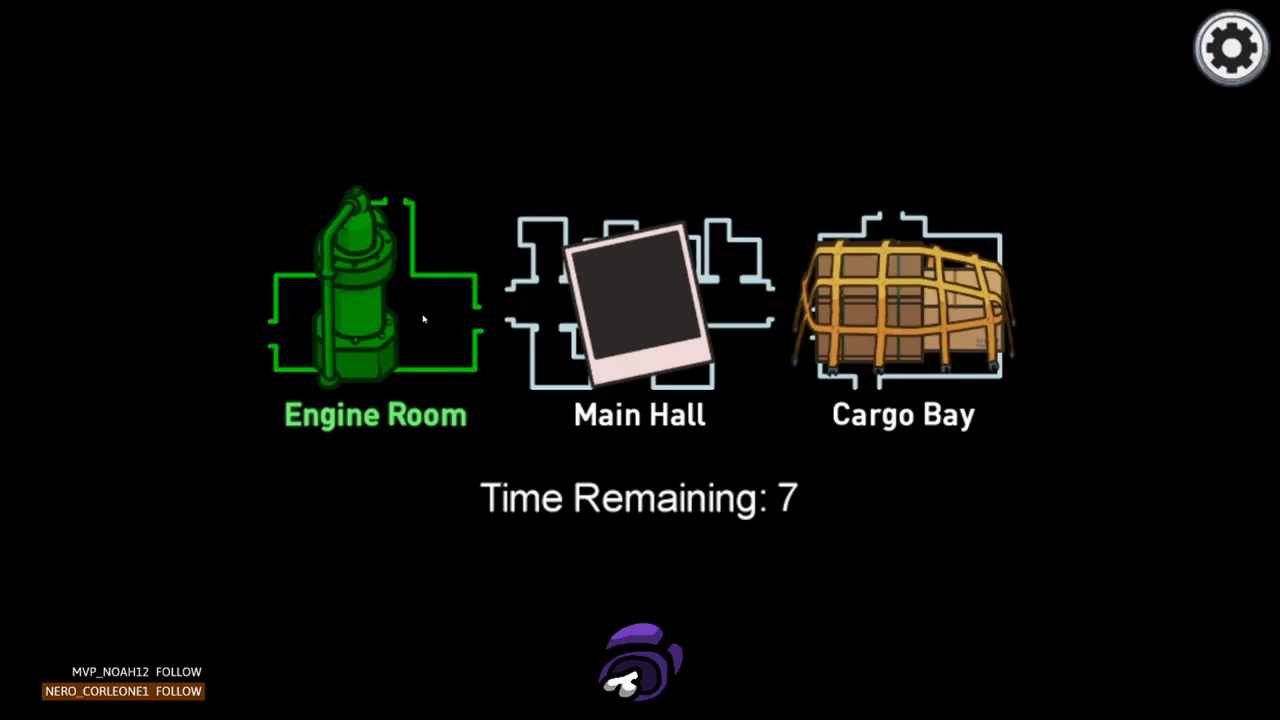 Engine Room
Main Hall
Cargo Bay
Time Remaining: 7
MVP_NOAH12 FOLLOW
NERO_CORLEONE1 FOLLOW